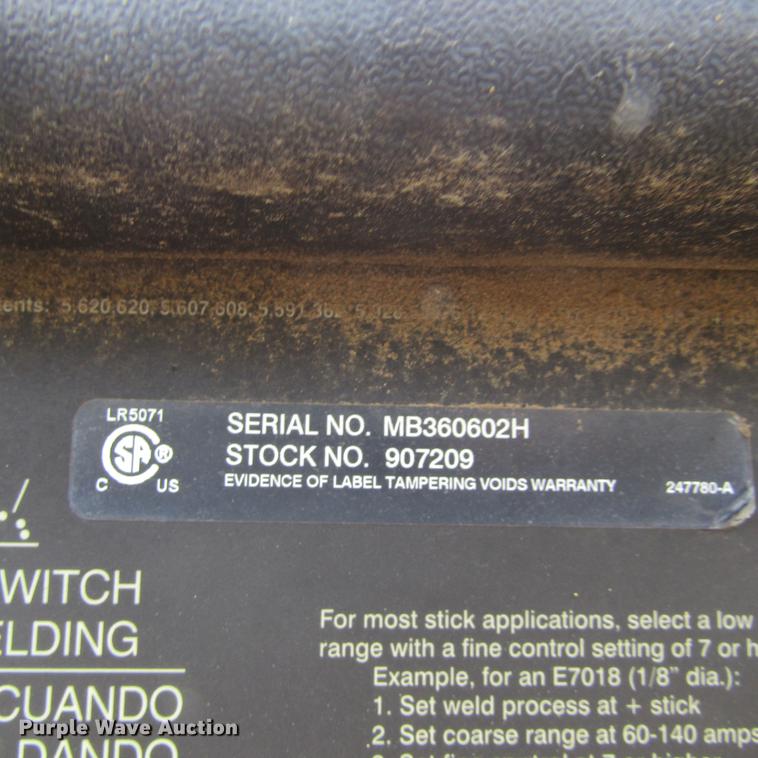 ents: 5,620,620, 5,607,608, 5,591,36
LR5071
SERIAL NO. MB360602H
SA ®
STOCK NO. 907209
C US
EVIDENCE OF LABEL TAMPERING VOIDS WARRANTY 247780-A
WITCH
ELDING
For most stick applications, select a low
range with a fine control setting of 7 or h
Example, for an E7018 (1/8" dia.):
CUANDO
1. Set weld process at + stick
Purple Wave Auction
2. Set coarse range at 60-140 amps
DANDO